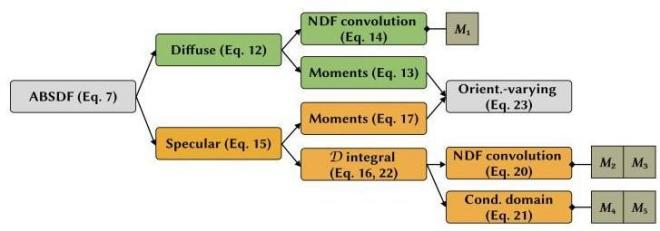 NDF convolution
(Eq. 14)
M₁
Diffuse (Eq. 12)
Moments (Eq. 13)
ABSDF (Eq. 7)
Orient.-varying
(Eq. 23)
Moments (Eq. 17)
Specular (Eq. 15)
𝒟 integral
(Eq. 16, 22)
NDF convolution
(Eq. 20)
M₂ M₃
Cond. domain
(Eq. 21)
M₄ M₅